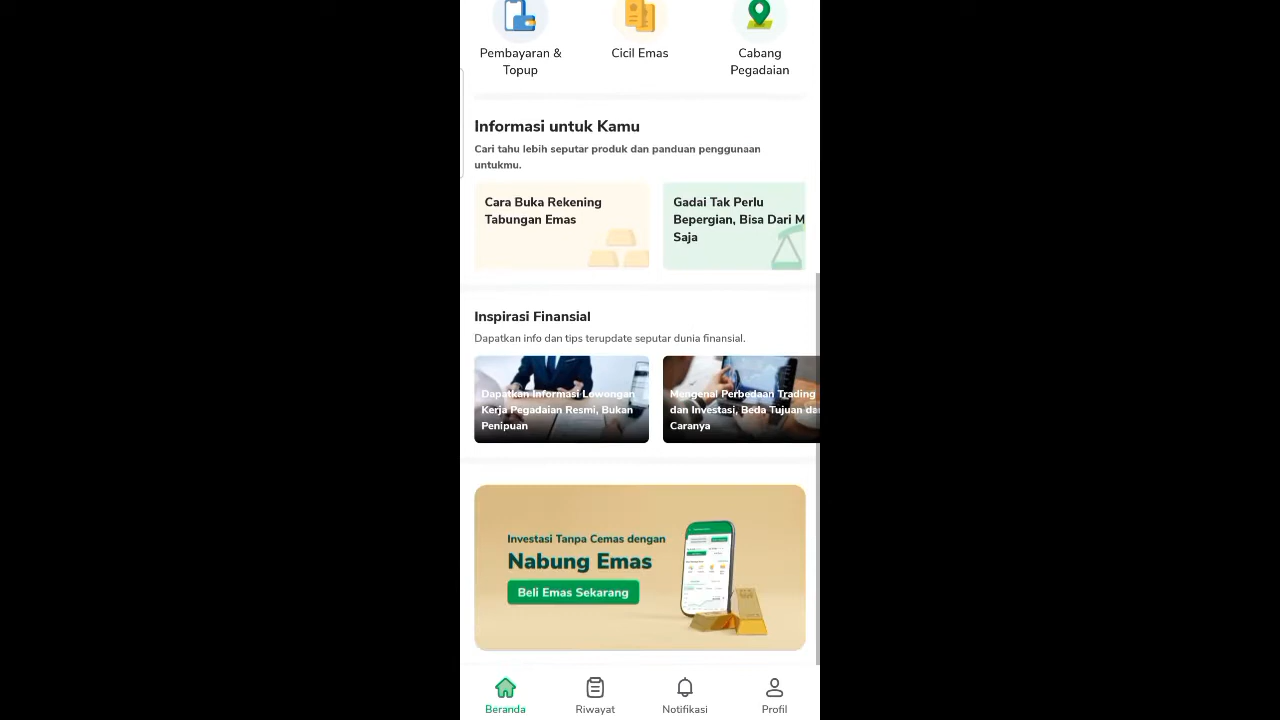 Pembayaran &
Topup
Cicil Emas
Cabang
Pegadaian
Informasi untuk Kamu
Cari tahu lebih seputar produk dan panduan penggunaan
untukmu.
Cara Buka Rekening
Tabungan Emas
Gadai Tak Perlu
Bepergian, Bisa Dari M
Saja
Inspirasi Finansial
Dapatkan info dan tips terupdate seputar dunia finansial.
Dapatkan Informasi Lowongan
Kerja Pegadaian Resmi, Bukan
Penipuan
Mengenal Perbedaan Trading
dan Investasi, Beda Tujuan dan
Caranya
Investasi Tanpa Cemas dengan
Nabung Emas
Beli Emas Sekarang
Beranda
Riwayat
Notifikasi
Profil